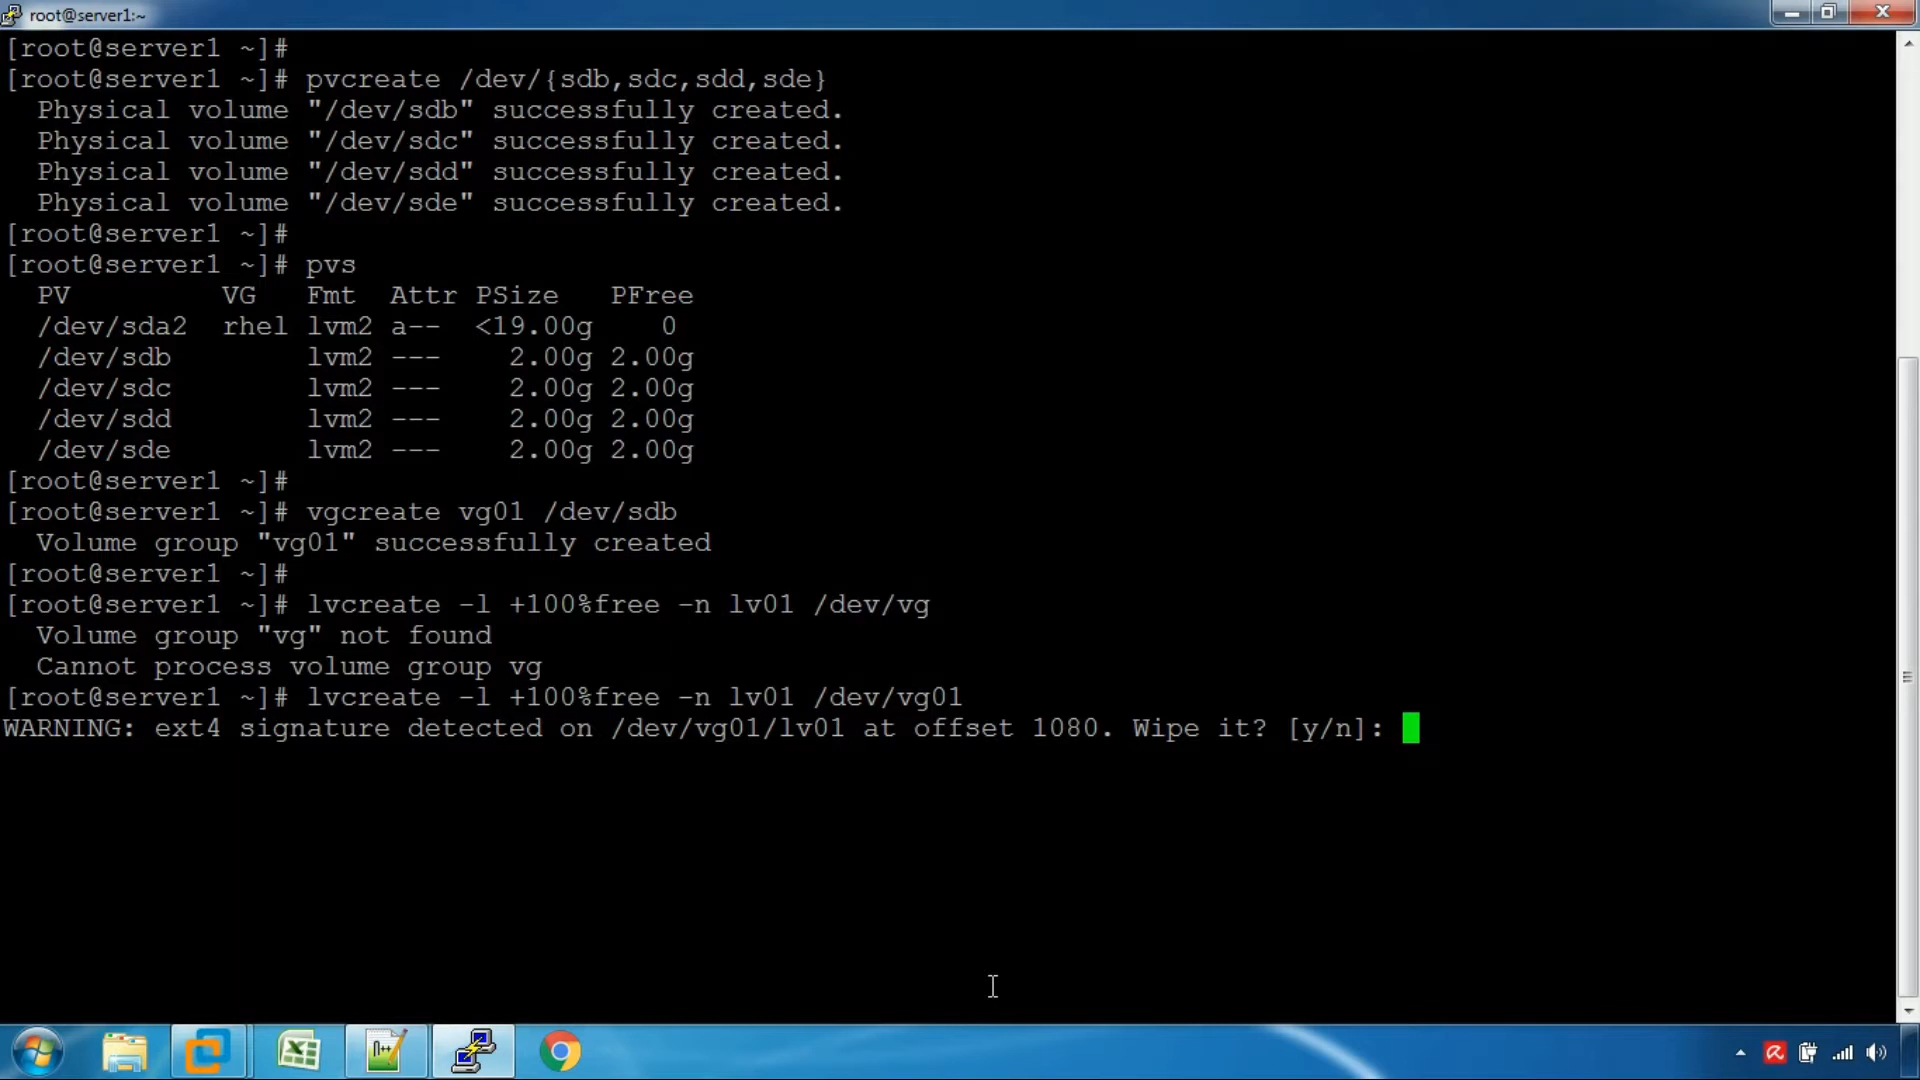 root@server1:~
[root@server1 ~]#
[root@server1 ~]# pvcreate /dev/{sdb,sdc,sdd,sde}
  Physical volume "/dev/sdb" successfully created.
  Physical volume "/dev/sdc" successfully created.
  Physical volume "/dev/sdd" successfully created.
  Physical volume "/dev/sde" successfully created.
[root@server1 ~]#
[root@server1 ~]# pvs
  PV         VG   Fmt  Attr PSize   PFree
  /dev/sda2  rhel lvm2 a--  <19.00g    0
  /dev/sdb        lvm2 ---    2.00g 2.00g
  /dev/sdc        lvm2 ---    2.00g 2.00g
  /dev/sdd        lvm2 ---    2.00g 2.00g
  /dev/sde        lvm2 ---    2.00g 2.00g
[root@server1 ~]#
[root@server1 ~]# vgcreate vg01 /dev/sdb
  Volume group "vg01" successfully created
[root@server1 ~]#
[root@server1 ~]# lvcreate -l +100%free -n lv01 /dev/vg
  Volume group "vg" not found
  Cannot process volume group vg
[root@server1 ~]# lvcreate -l +100%free -n lv01 /dev/vg01
WARNING: ext4 signature detected on /dev/vg01/lv01 at offset 1080. Wipe it? [y/n]: